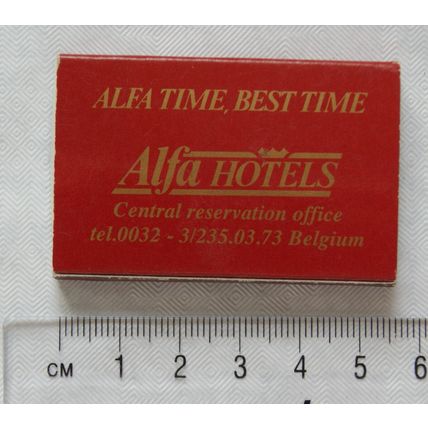 ALFA TIME, BEST TIME
Alfa HOTELS
Central reservation office
tel.0032 - 3/235.03.73 Belgium
CM 1 2 3 4 5 6